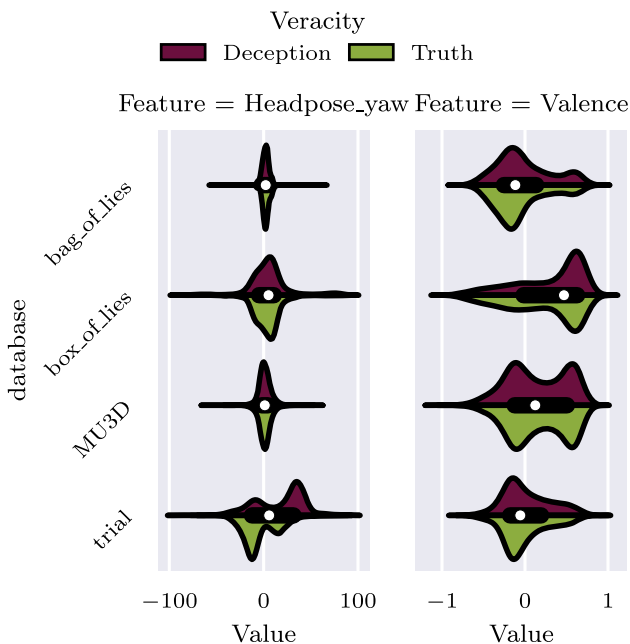 Veracity
Deception Truth
Feature = Headpose_yaw Feature = Valence
database
bag_of_lies
box_of_lies
MU3D
trial
−100 0 100 −1 0 1
Value Value